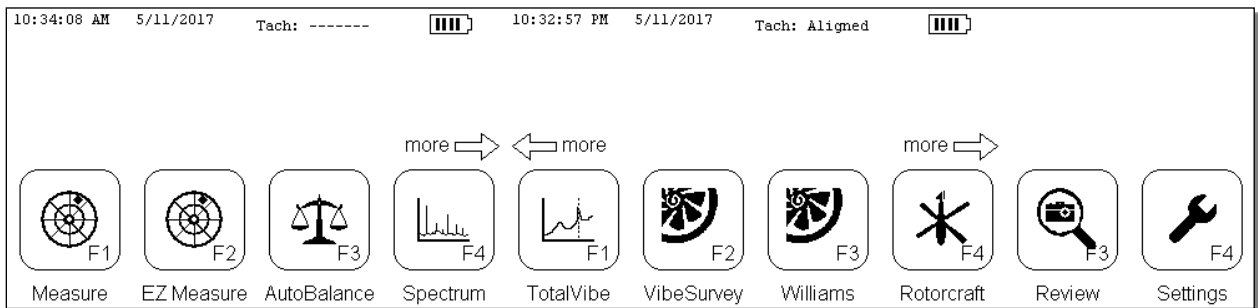 10:34:08 AM 5/11/2017 Tach: ------- 10:32:57 PM 5/11/2017 Tach: Aligned
more more more
F1 F2 F3 F4 F1 F2 F3 F4 F3 F4
Measure EZ Measure AutoBalance Spectrum TotalVibe VibeSurvey Williams Rotorcraft Review Settings